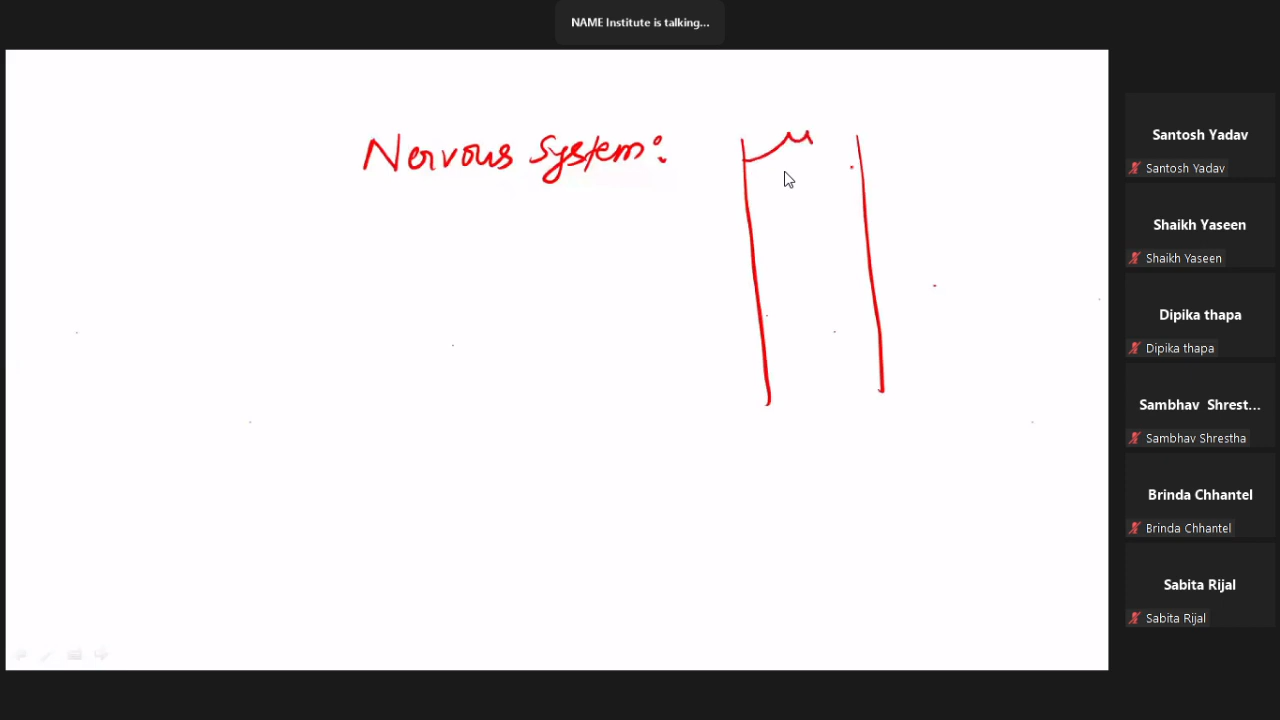 NAME Institute is talking...
Nervous System:
Santosh Yadav
Santosh Yadav
Shaikh Yaseen
Shaikh Yaseen
Dipika thapa
Dipika thapa
Sambhav Shrest...
Sambhav Shrestha
Brinda Chhantel
Brinda Chhantel
Sabita Rijal
Sabita Rijal